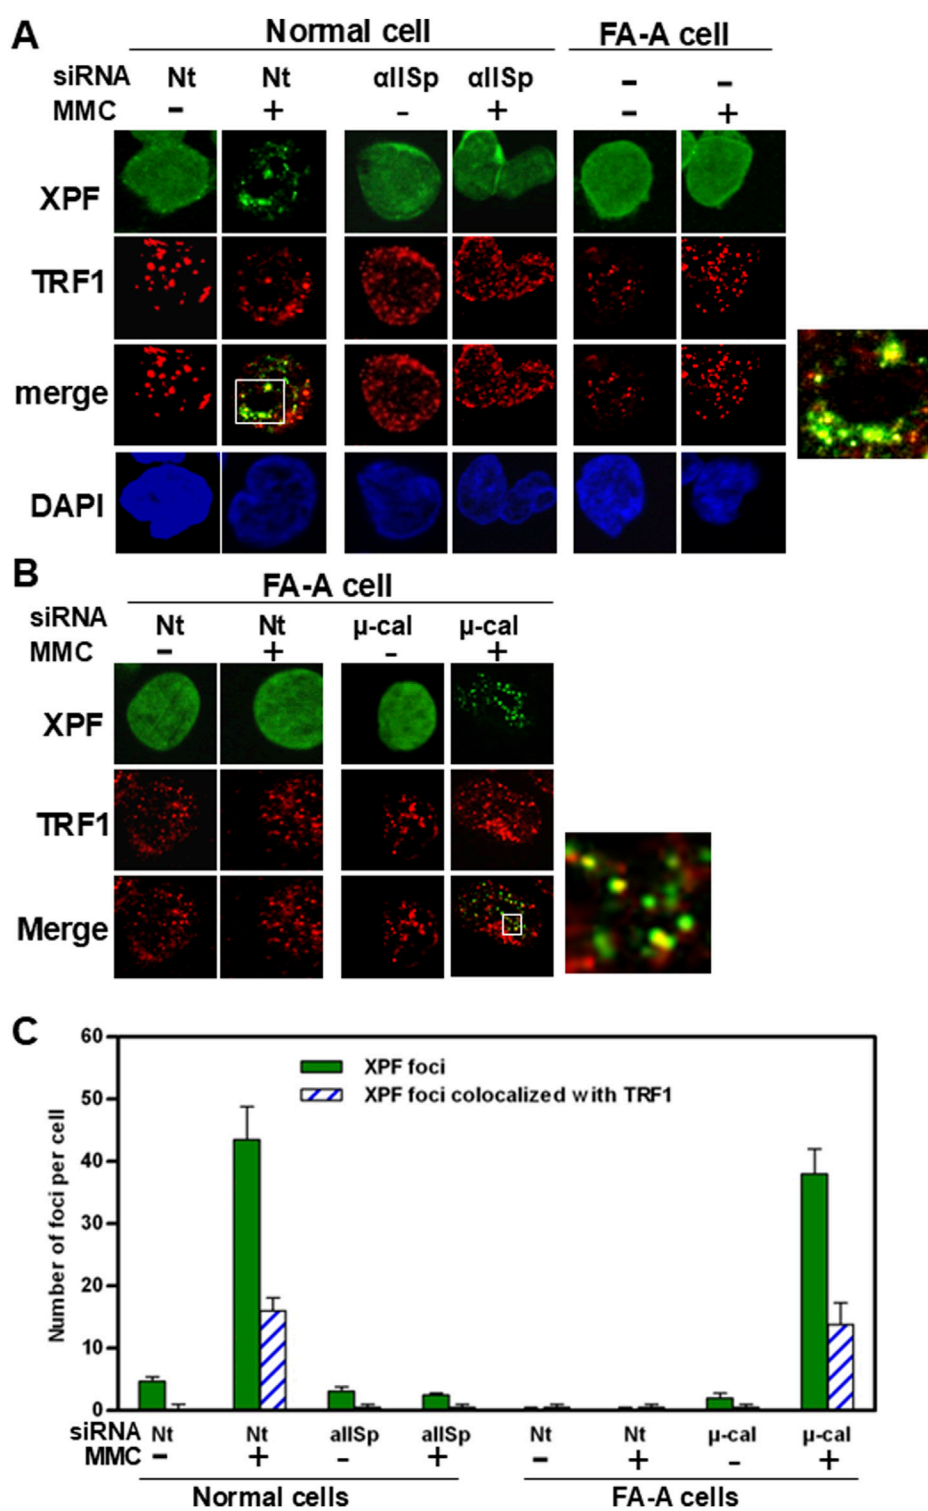 A
Normal cell FA-A cell
siRNA Nt Nt αIISp αIISp - -
MMC - + - + - +
XPF
TRF1
merge
DAPI
B
FA-A cell
siRNA Nt Nt µ-cal µ-cal
MMC - + - +
XPF
TRF1
Merge
C
60
50
40
30
20
10
0
Number of foci per cell
XPF foci
XPF foci colocalized with TRF1
siRNA Nt Nt aIISp aIISp Nt Nt µ-cal µ-cal
MMC - + - + - + - +
Normal cells FA-A cells